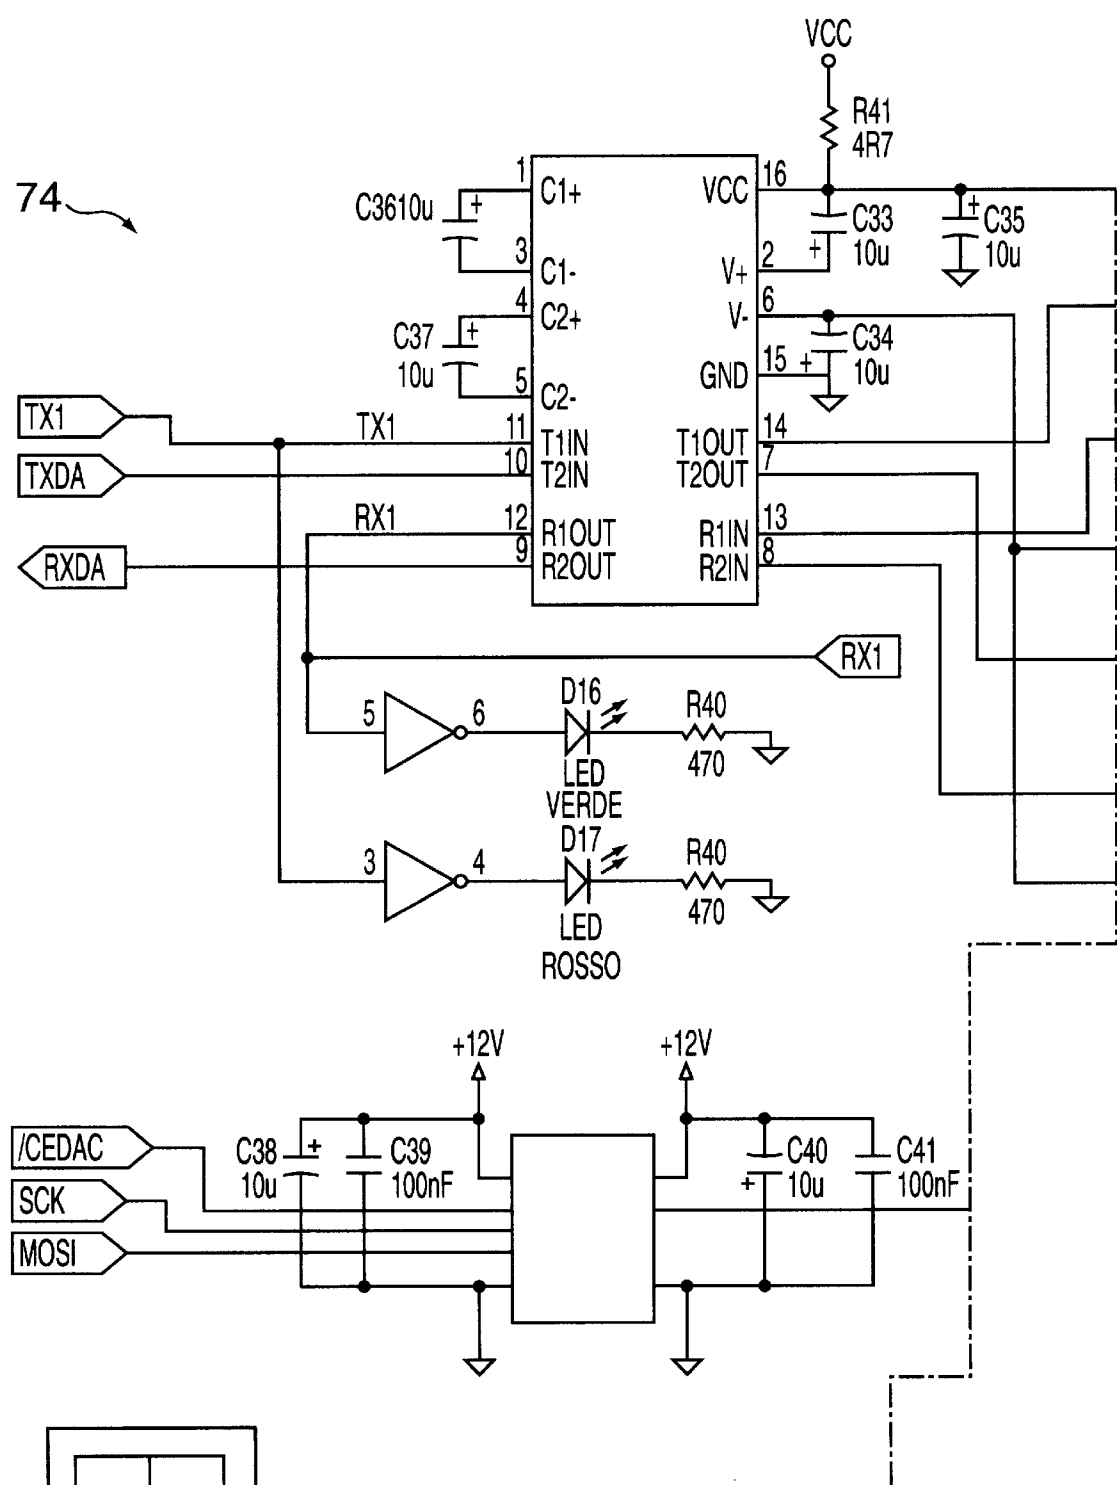 VCC
R41
4R7
74
1
C1+
VCC
16
C3610u
+
C33
10u
+
+
C35
10u
3
C1-
V+
2
4
C2+
V-
6
C37
10u
+
C34
10u
+
5
C2-
GND
15
TX1
TX1
11
T1IN
T1OUT
14
TXDA
10
T2IN
T2OUT
7
RX1
12
R1OUT
R1IN
13
RXDA
9
R2OUT
R2IN
8
RX1
5
6
D16
LED
VERDE
R40
470
3
4
D17
LED
ROSSO
R40
470
+12V
+12V
/CEDAC
C38
10u
+
C39
100nF
C40
10u
+
C41
100nF
SCK
MOSI